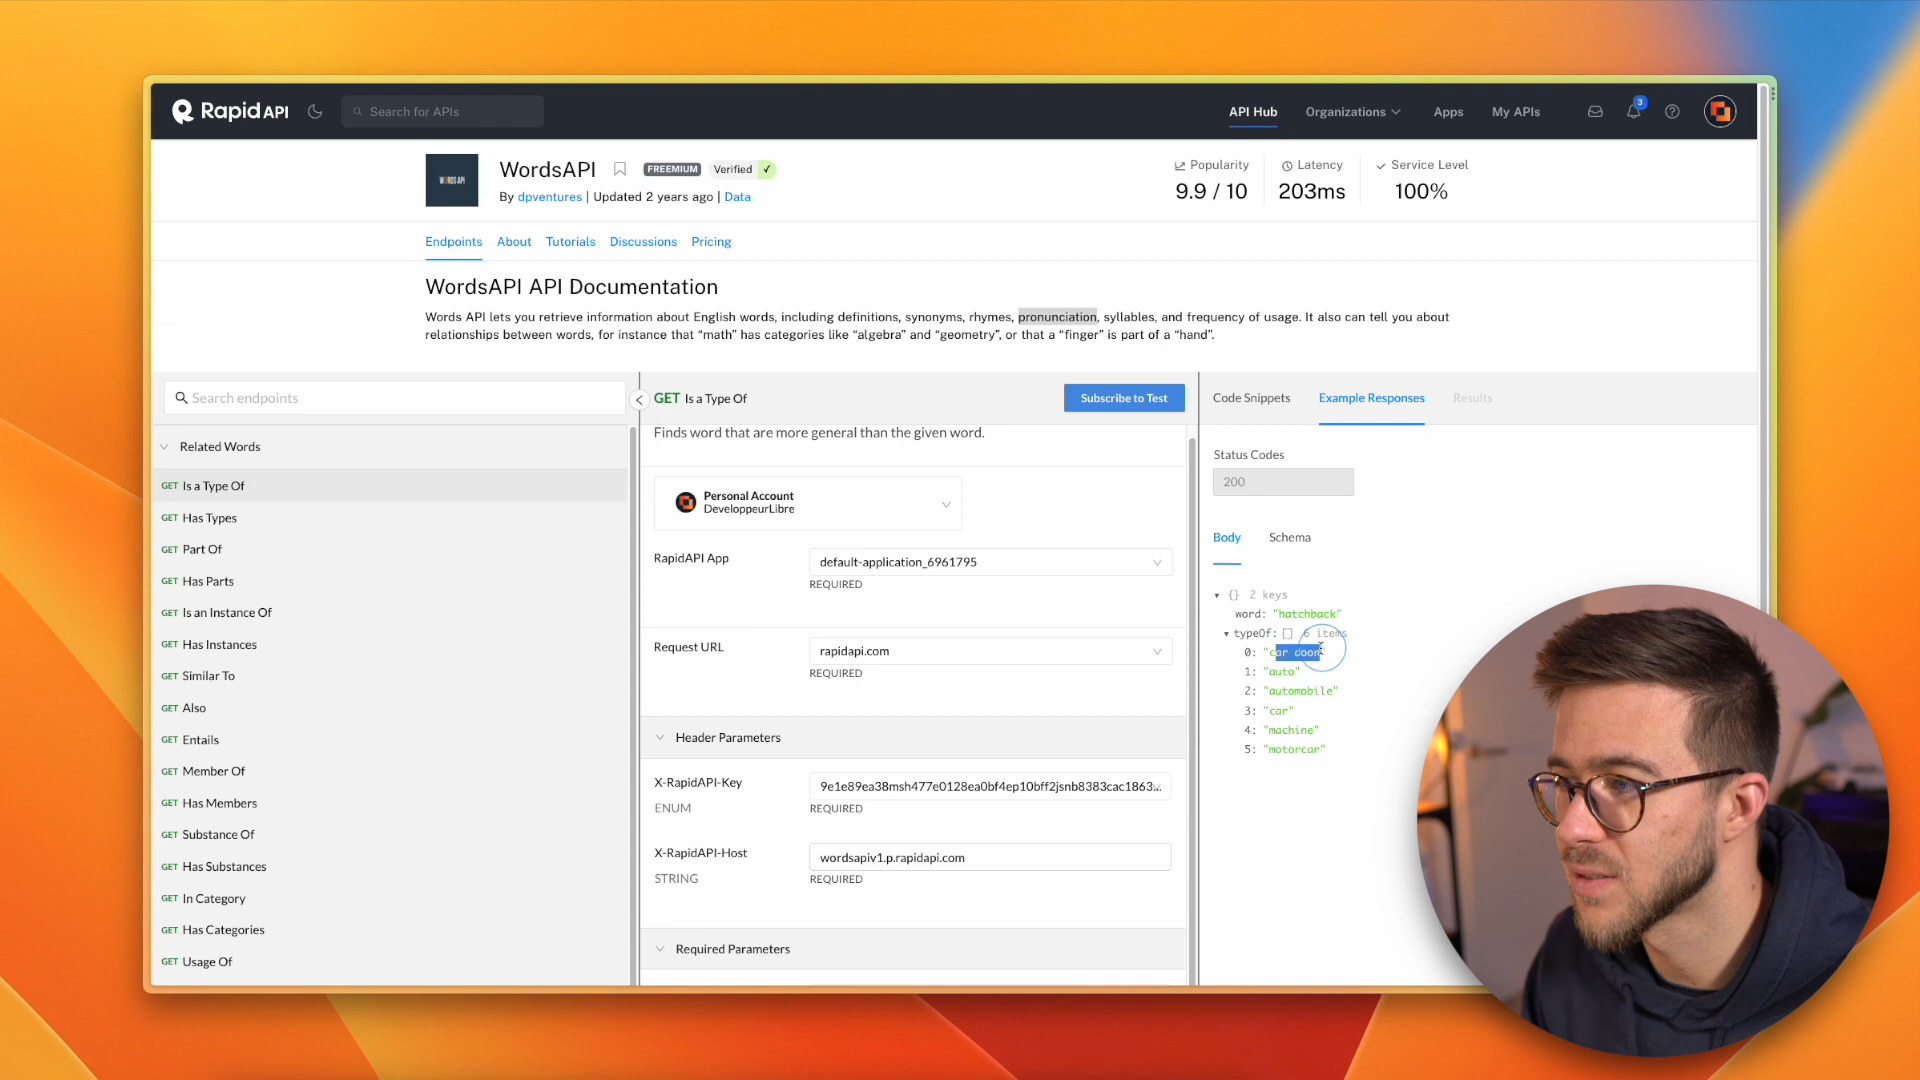 Rapid API
Search for APIs
API Hub
Organizations
Apps
My APIs
3
WORDS API
WordsAPI
FREEMIUM
Verified
By dpventures | Updated 2 years ago | Data
Popularity
9.9 / 10
Latency
203ms
Service Level
100%
Endpoints
About
Tutorials
Discussions
Pricing
WordsAPI API Documentation
Words API lets you retrieve information about English words, including definitions, synonyms, rhymes, pronunciation, syllables, and frequency of usage. It also can tell you about
relationships between words, for instance that “math” has categories like “algebra” and “geometry”, or that a “finger” is part of a “hand”.
Search endpoints
Related Words
GET Is a Type Of
GET Has Types
GET Part Of
GET Has Parts
GET Is an Instance Of
GET Has Instances
GET Similar To
GET Also
GET Entails
GET Member Of
GET Has Members
GET Substance Of
GET Has Substances
GET In Category
GET Has Categories
GET Usage Of
GET Is a Type Of
Subscribe to Test
Finds word that are more general than the given word.
Personal Account
DeveloppeurLibre
RapidAPI App
default-application_6961795
REQUIRED
Request URL
rapidapi.com
REQUIRED
Header Parameters
X-RapidAPI-Key
9e1e89ea38msh477e0128ea0bf4ep10bff2jsnb8383cac1863...
ENUM
REQUIRED
X-RapidAPI-Host
wordsapiv1.p.rapidapi.com
STRING
REQUIRED
Required Parameters
Code Snippets
Example Responses
Results
Status Codes
200
Body
Schema
{} 2 keys
word: "hatchback"
typeOf: [] 6 items
0: "car door"
1: "auto"
2: "automobile"
3: "car"
4: "machine"
5: "motorcar"